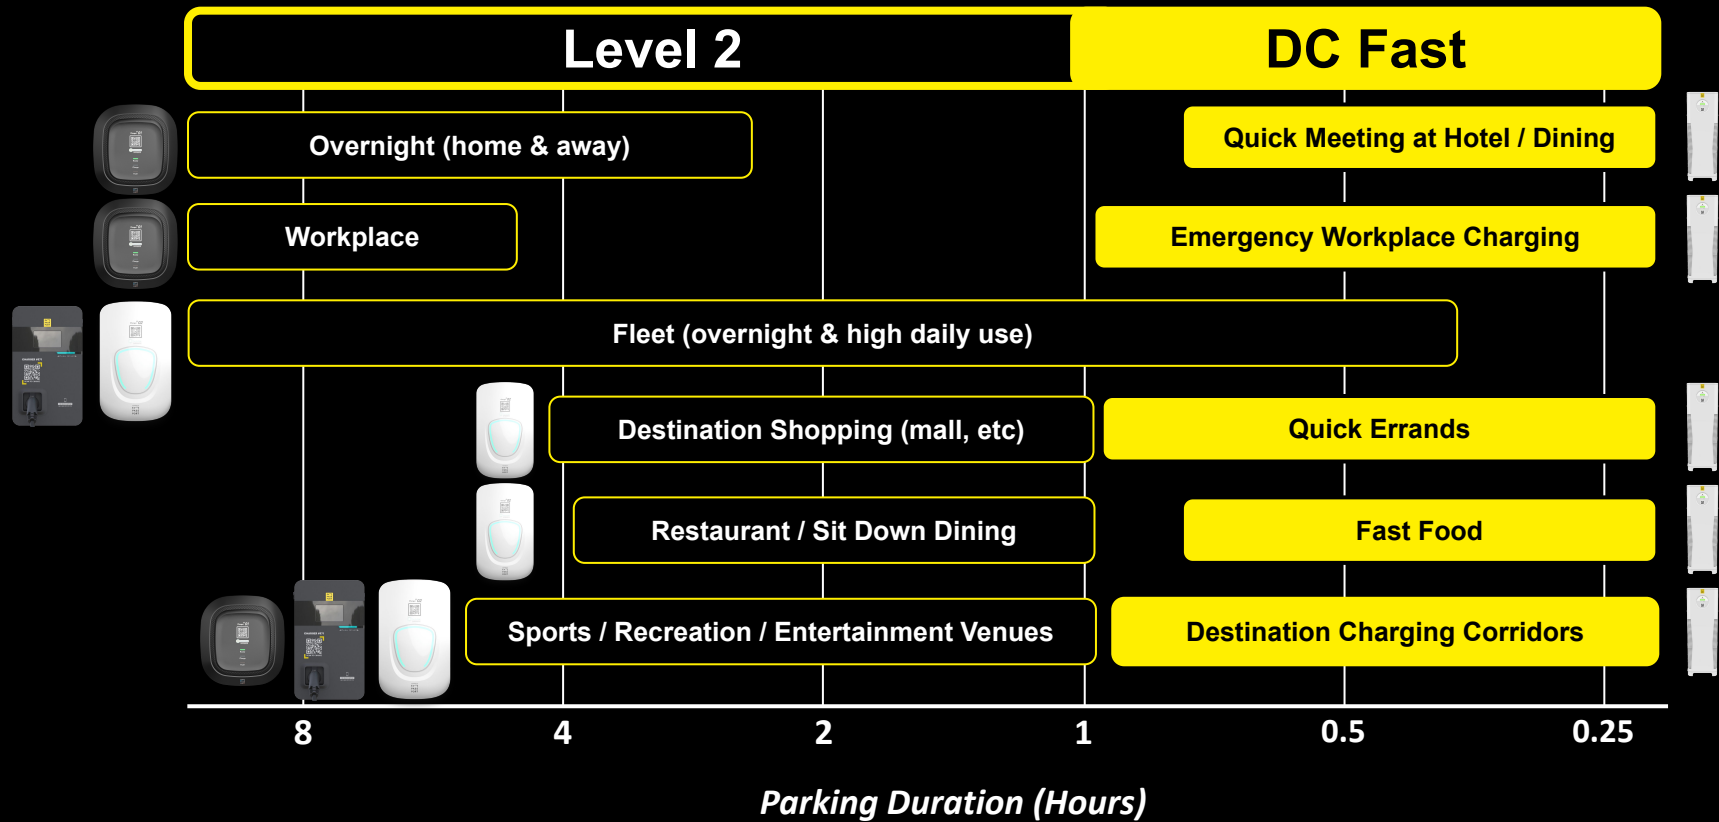 Level 2
DC Fast
Overnight (home & away)
Quick Meeting at Hotel / Dining
Workplace
Emergency Workplace Charging
Fleet (overnight & high daily use)
Destination Shopping (mall, etc)
Quick Errands
Restaurant / Sit Down Dining
Fast Food
Sports / Recreation / Entertainment Venues
Destination Charging Corridors
8
4
2
1
0.5
0.25
Parking Duration (Hours)